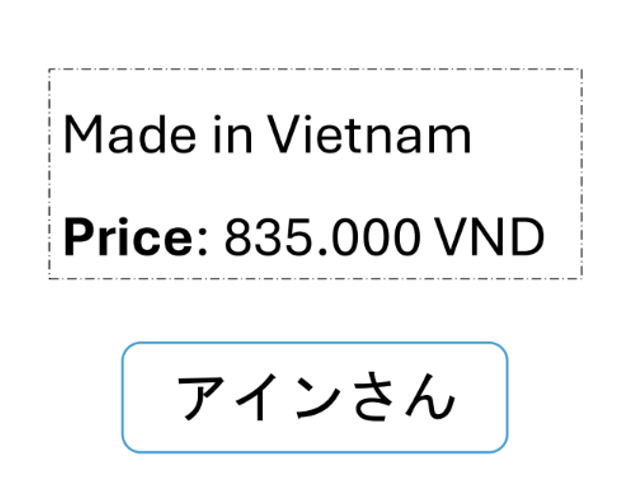 Made in Vietnam
Price: 835.000 VND
アインさん